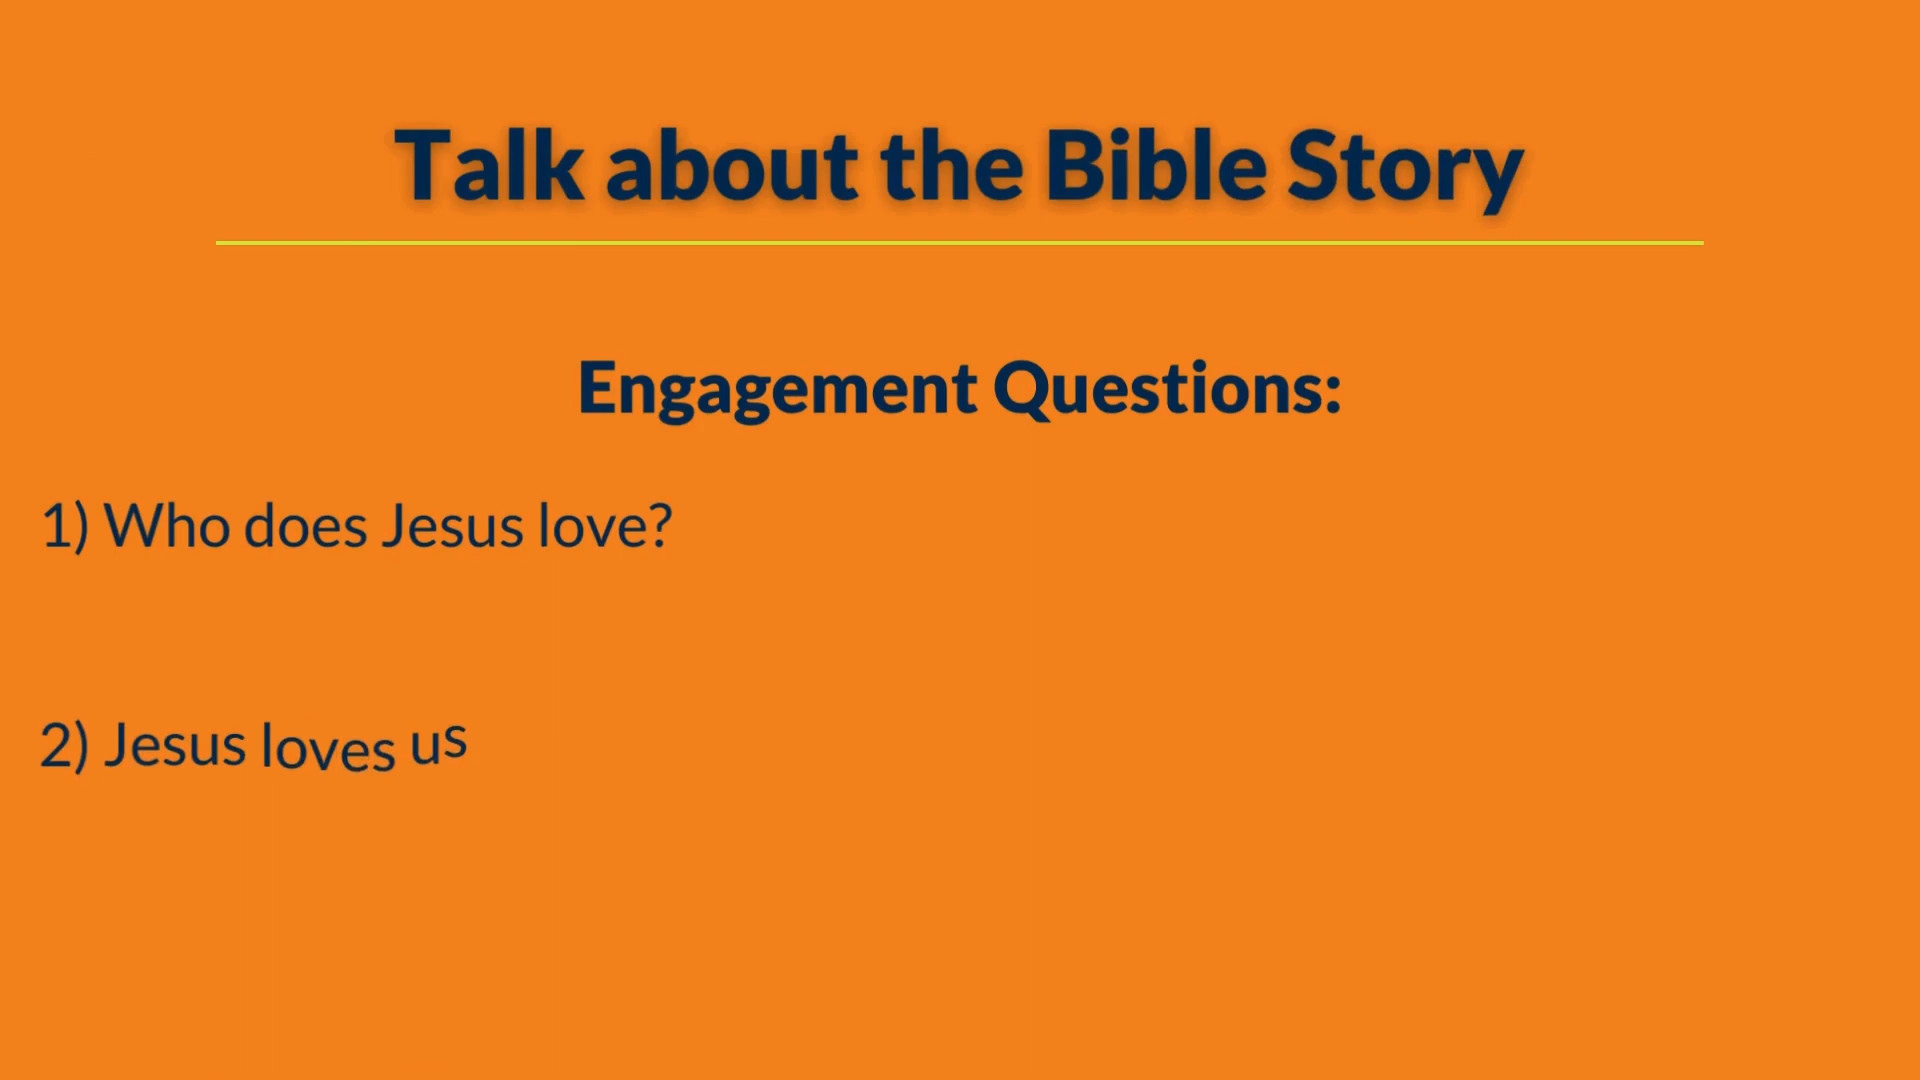 Talk about the Bible Story
Engagement Questions:
1) Who does Jesus love?
2) Jesus loves us